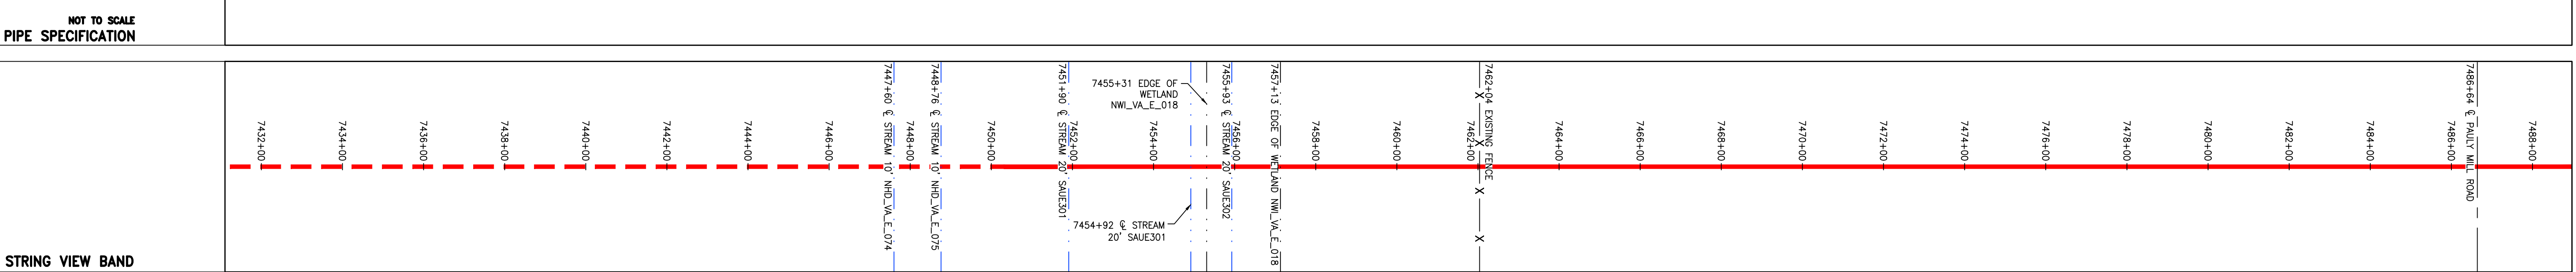 NOT TO SCALE
PIPE SPECIFICATION
STRING VIEW BAND
7432+00
7434+00
7436+00
7438+00
7440+00
7442+00
7444+00
7446+00
7447+60 ℄ STREAM 10' NHD_VA_E_074
7448+00
7448+76 ℄ STREAM 10' NHD_VA_E_075
7450+00
7451+90 ℄ STREAM 20' SAUE301
7452+00
7454+00
7454+92 ℄ STREAM
20' SAUE301
7455+31 EDGE OF
WETLAND
NWI_VA_E_018
7455+93 ℄ STREAM 20' SAUE302
7456+00
7457+13 EDGE OF WETLAND NWI_VA_E_018
7458+00
7460+00
7462+00
7462+04 EXISTING FENCE
7464+00
7466+00
7468+00
7470+00
7472+00
7474+00
7476+00
7478+00
7480+00
7482+00
7484+00
7486+00
7486+64 ℄ PAULY MILL ROAD
7488+00